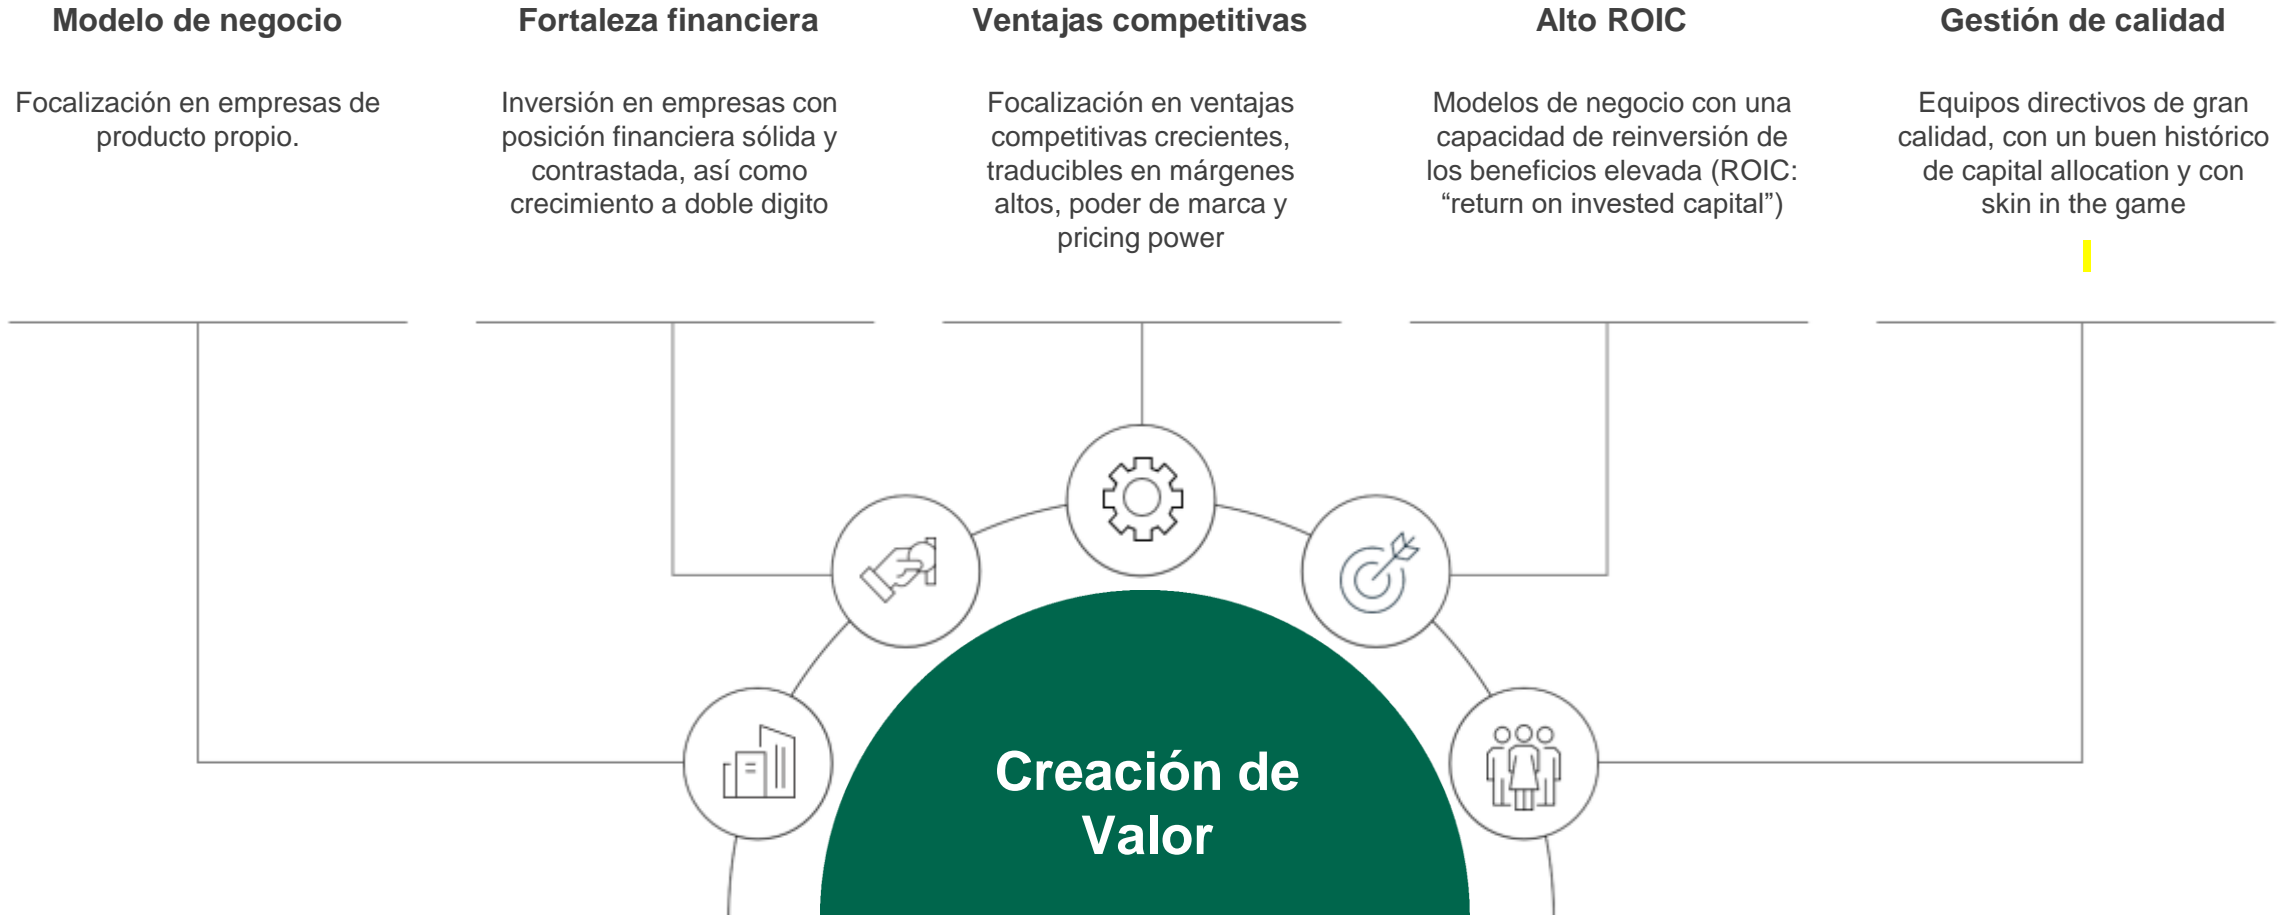 Modelo de negocio
Focalización en empresas de
producto propio.
Fortaleza financiera
Inversión en empresas con
posición financiera sólida y
contrastada, así como
crecimiento a doble digito
Ventajas competitivas
Focalización en ventajas
competitivas crecientes,
traducibles en márgenes
altos, poder de marca y
pricing power
Alto ROIC
Modelos de negocio con una
capacidad de reinversión de
los beneficios elevada (ROIC:
“return on invested capital”)
Gestión de calidad
Equipos directivos de gran
calidad, con un buen histórico
de capital allocation y con
skin in the game
Creación de
Valor